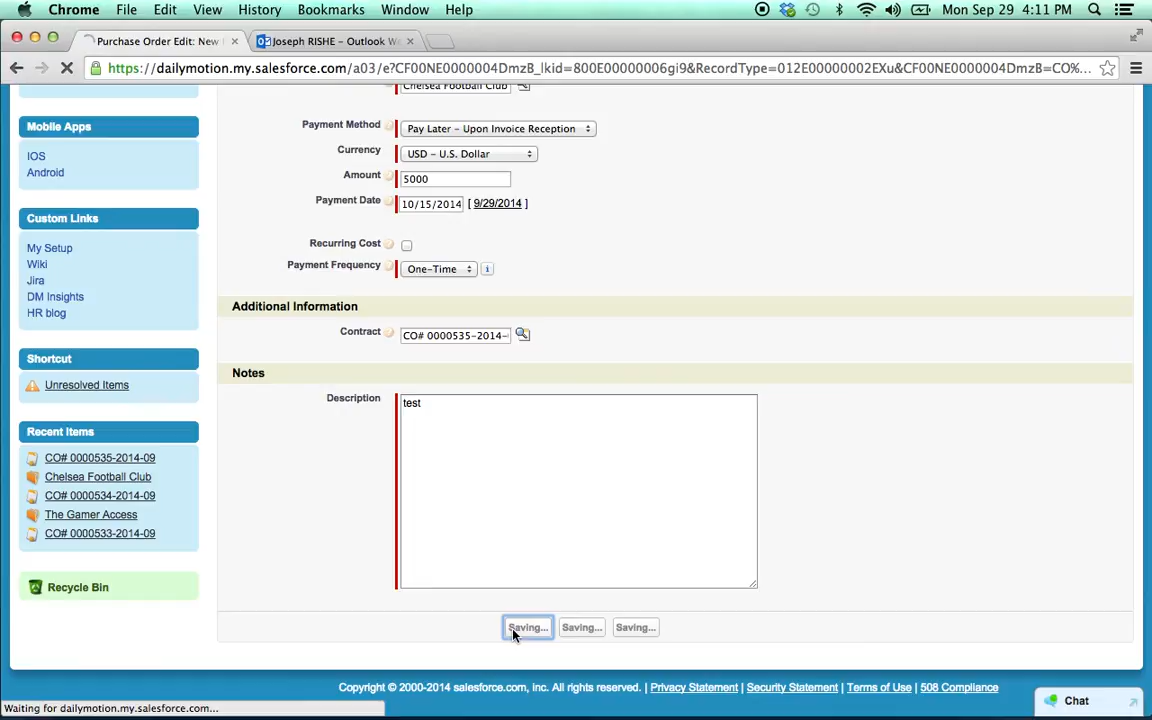 Chrome File Edit View History Bookmarks Window Help Mon Sep 29 4:11 PM
Purchase Order Edit: New Joseph RISHE – Outlook W
https://dailymotion.my.salesforce.com/a03/e?CF00NE0000004DmzB_lkid=800E00000006gi9&RecordType=012E00000002EXu&CF00NE0000004DmzB=CO%...
Chelsea Football Club
Mobile Apps
IOS
Android
Custom Links
My Setup
Wiki
Jira
DM Insights
HR blog
Shortcut
Unresolved Items
Recent Items
CO# 0000535-2014-09
Chelsea Football Club
CO# 0000534-2014-09
The Gamer Access
CO# 0000533-2014-09
Recycle Bin
Payment Method Pay Later – Upon Invoice Reception
Currency USD – U.S. Dollar
Amount 5000
Payment Date 10/15/2014 [ 9/29/2014 ]
Recurring Cost
Payment Frequency One-Time
Additional Information
Contract CO# 0000535-2014-
Notes
Description test
Saving... Saving... Saving...
Copyright © 2000-2014 salesforce.com, inc. All rights reserved. | Privacy Statement | Security Statement | Terms of Use | 508 Compliance
Chat
Waiting for dailymotion.my.salesforce.com...